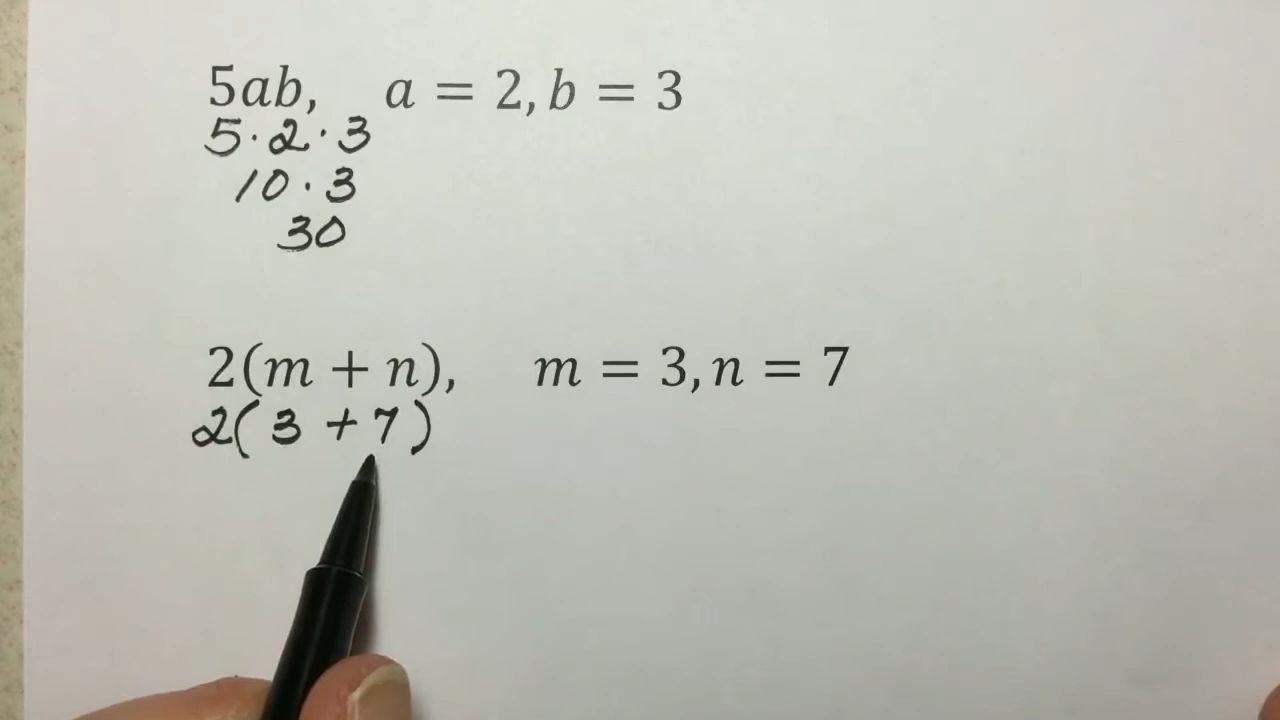 5ab, a = 2, b = 3
5·2·3
10·3
30
2(m + n), m = 3, n = 7
2(3 + 7)